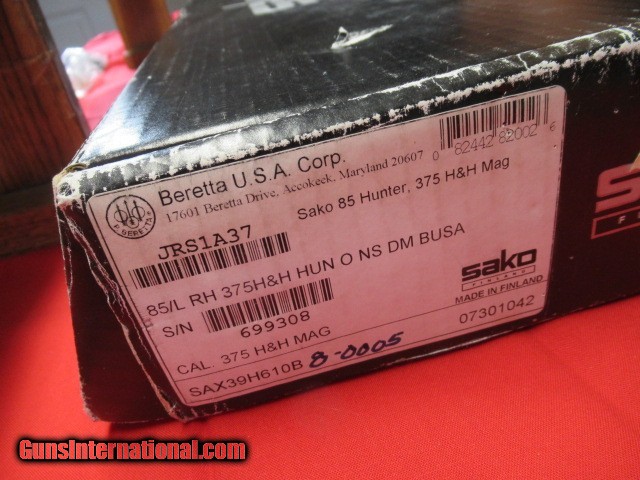 Beretta U.S.A. Corp.
17601 Beretta Drive, Accokeek, Maryland 20607
0 82442 82002 6
P. BERETTA
JRS1A37
Sako 85 Hunter, 375 H&H Mag
85/L RH 375H&H HUN O NS DM BUSA
S/N
699308
sako
FINLAND
MADE IN FINLAND
CAL. 375 H&H MAG
07301042
SAX39H610B
8-0005
GunsInternational.com